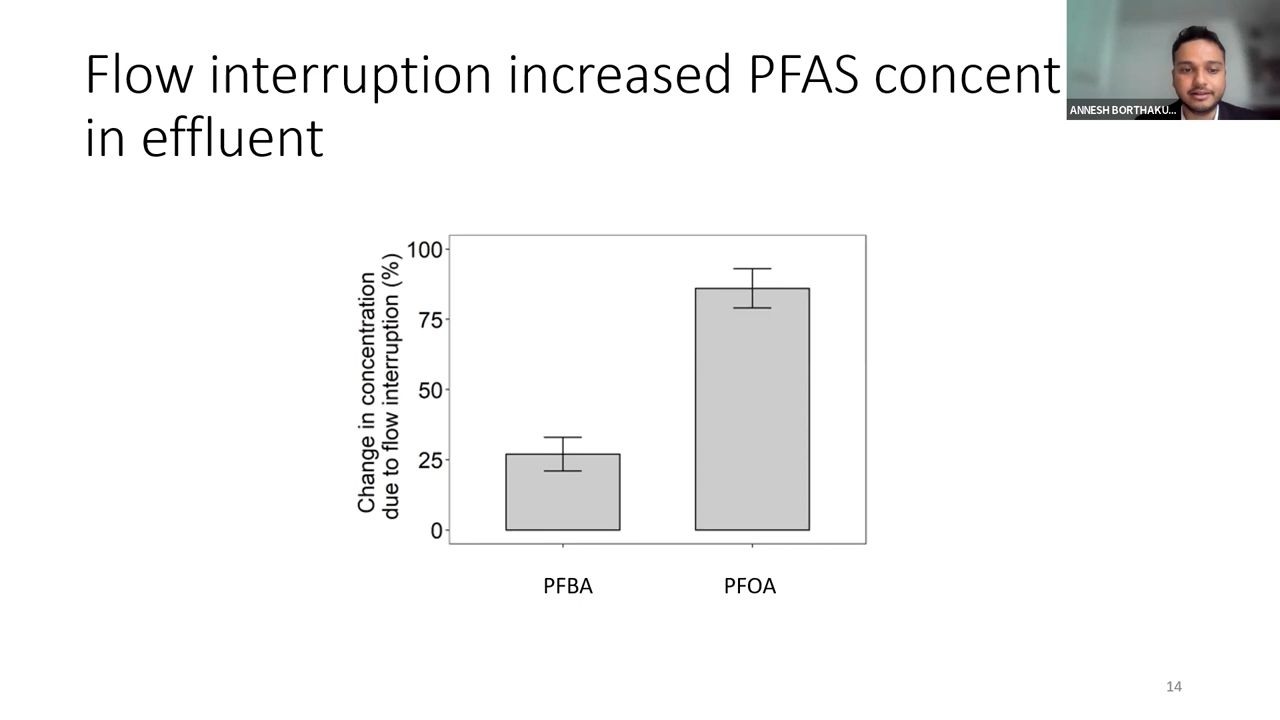 Flow interruption increased PFAS concent
in effluent
ANNESH BORTHAKU...
Change in concentration
due to flow interruption (%)
100
75
50
25
0
PFBA
PFOA
14